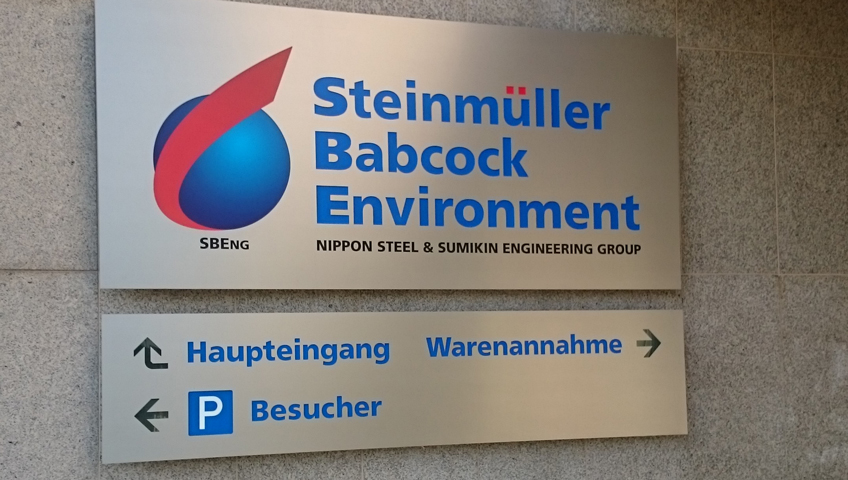 Steinmüller
Babcock
Environment
SBENG
NIPPON STEEL & SUMIKIN ENGINEERING GROUP
Haupteingang
Warenannahme
P Besucher